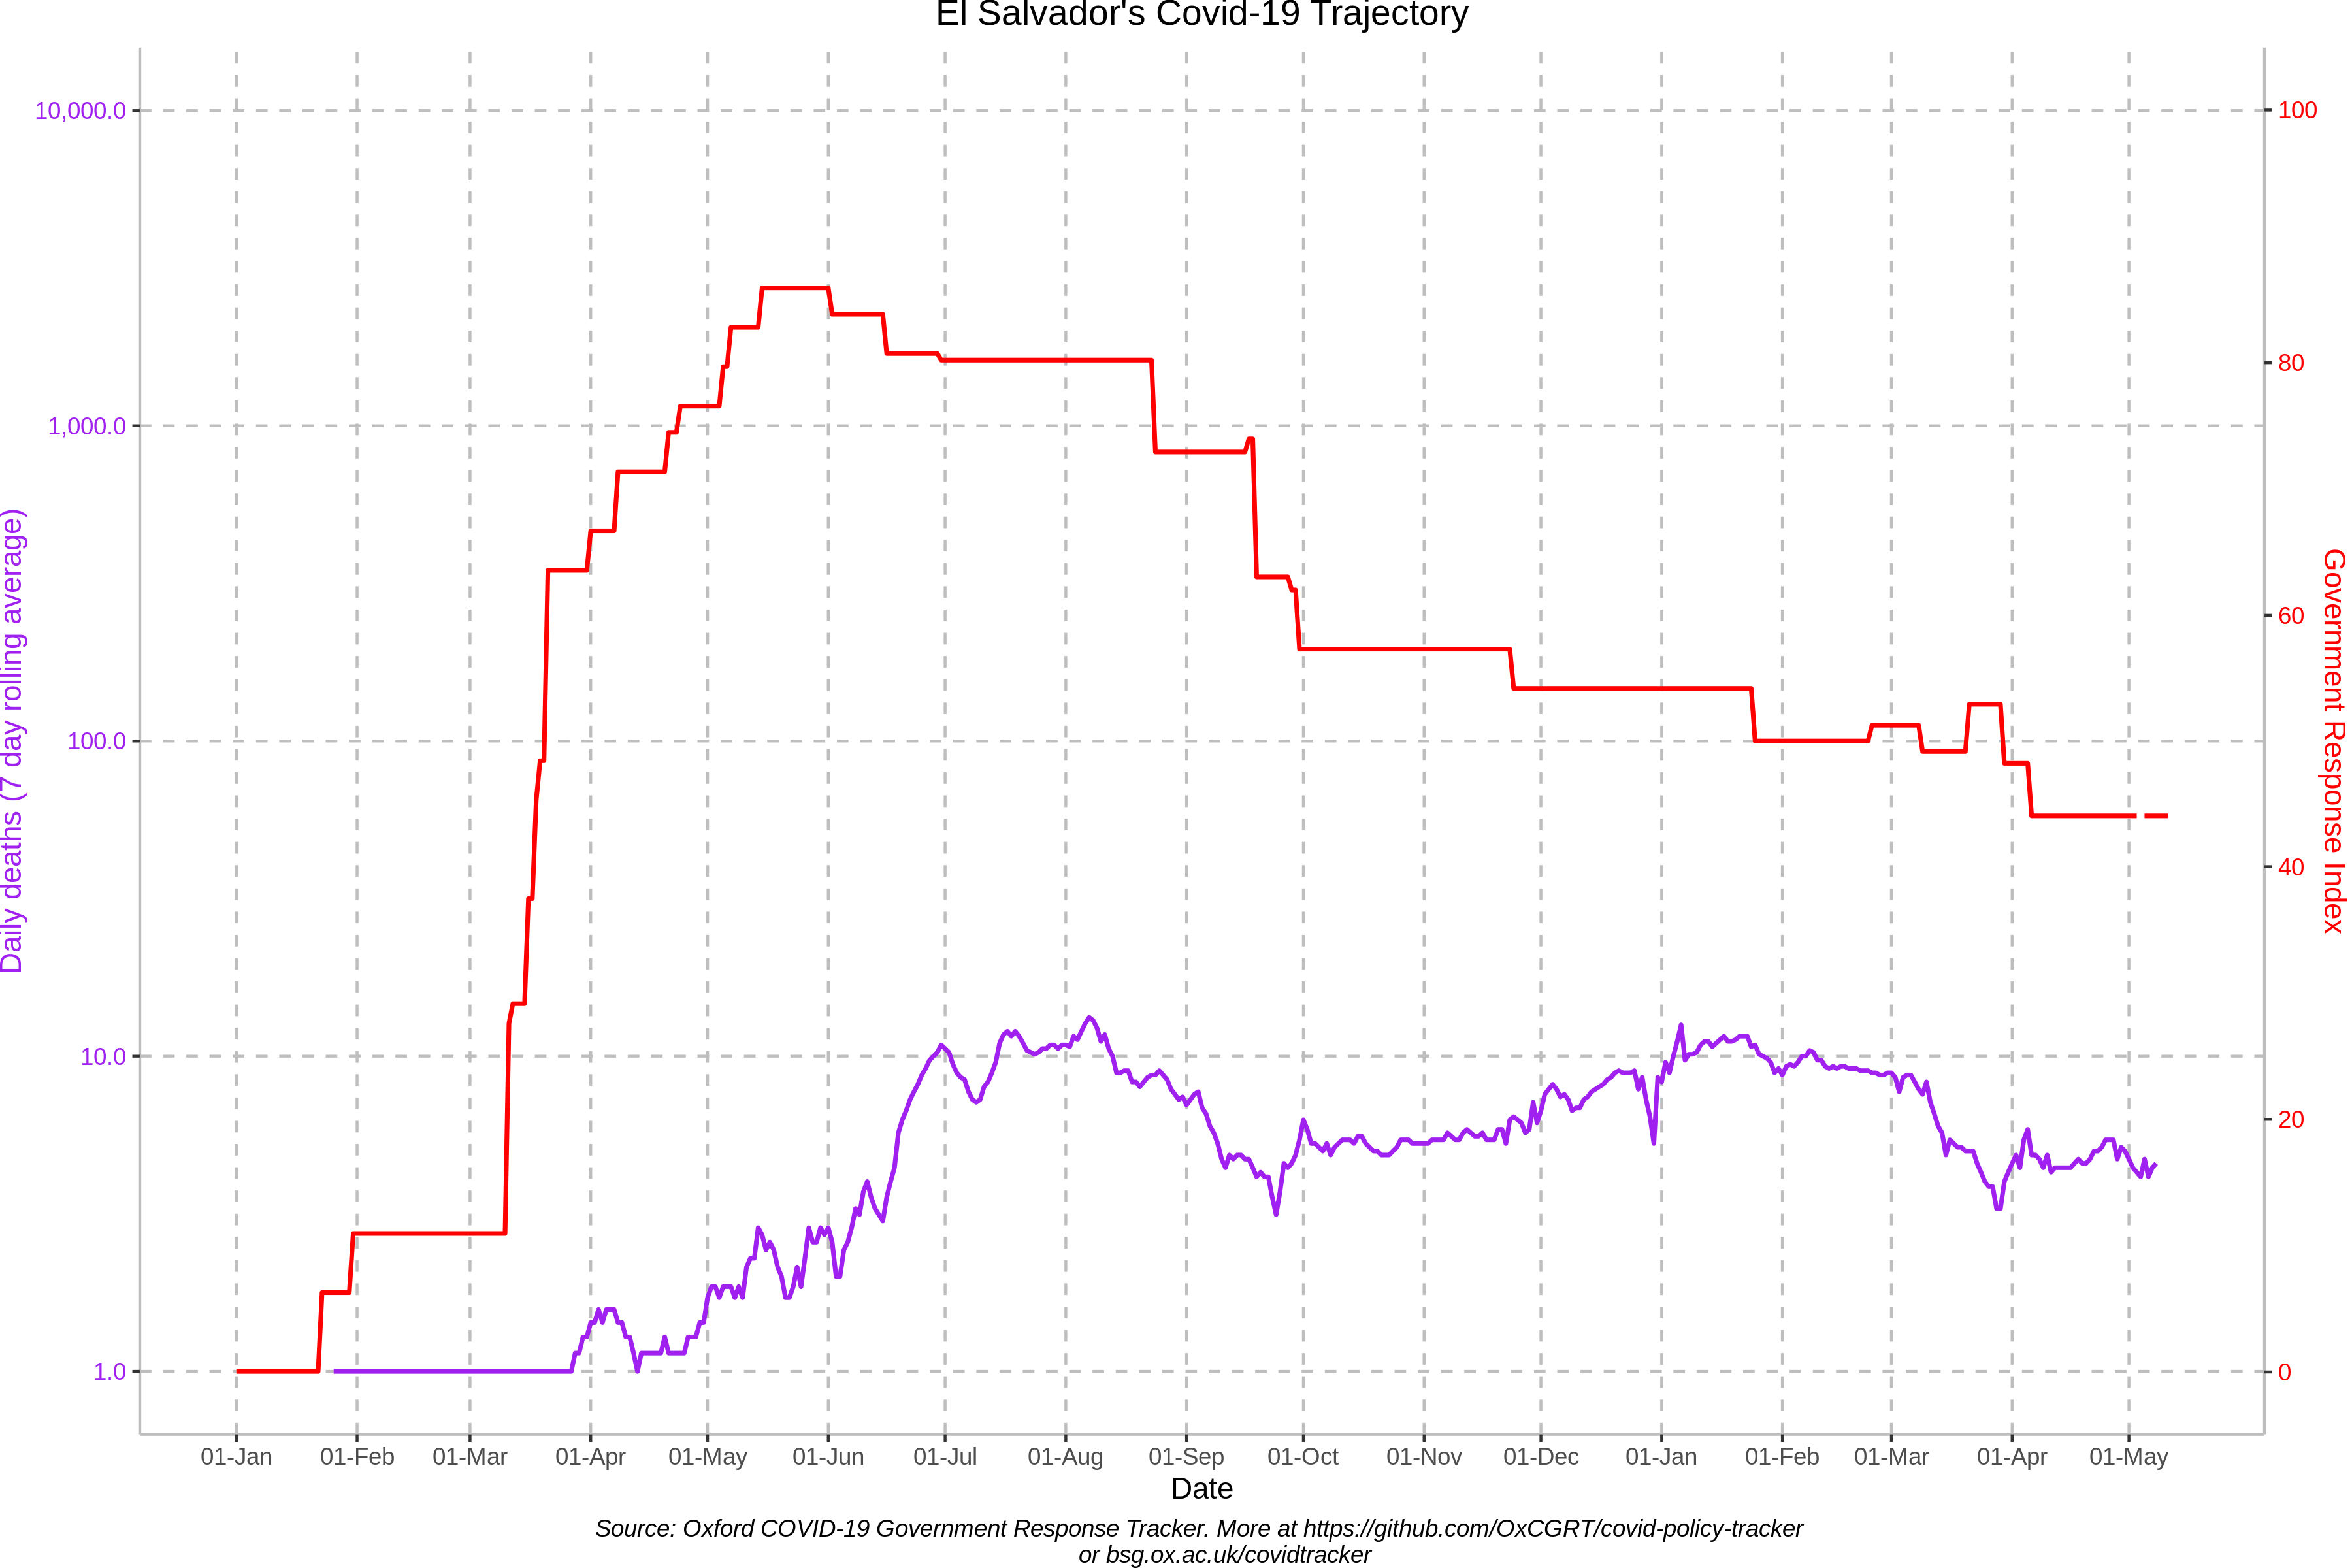 El Salvador's Covid-19 Trajectory
10,000.0
1,000.0
100.0
10.0
1.0
Daily deaths (7 day rolling average)
100
80
60
40
20
0
Government Response Index
01-Jan 01-Feb 01-Mar 01-Apr 01-May 01-Jun 01-Jul 01-Aug 01-Sep 01-Oct 01-Nov 01-Dec 01-Jan 01-Feb 01-Mar 01-Apr 01-May
Date
Source: Oxford COVID-19 Government Response Tracker. More at https://github.com/OxCGRT/covid-policy-tracker
or bsg.ox.ac.uk/covidtracker